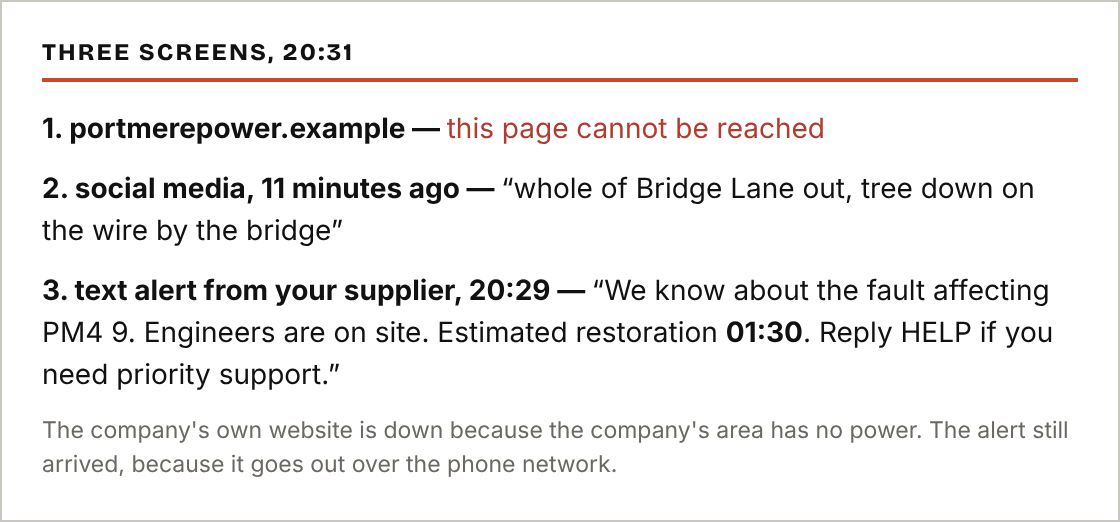 THREE SCREENS, 20:31
1. portmerepower.example — this page cannot be reached
2. social media, 11 minutes ago — “whole of Bridge Lane out, tree down on
the wire by the bridge”
3. text alert from your supplier, 20:29 — “We know about the fault affecting
PM4 9. Engineers are on site. Estimated restoration 01:30. Reply HELP if you
need priority support.”
The company's own website is down because the company's area has no power. The alert still
arrived, because it goes out over the phone network.